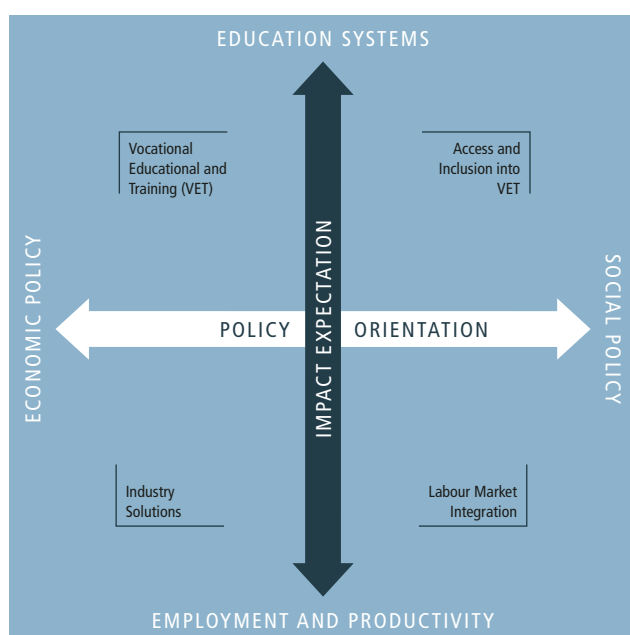 EDUCATION SYSTEMS
Vocational
Educational and
Training (VET)
Access and
Inclusion into
VET
ECONOMIC POLICY
POLICY ORIENTATION
IMPACT EXPECTATION
SOCIAL POLICY
Industry
Solutions
Labour Market
Integration
EMPLOYMENT AND PRODUCTIVITY